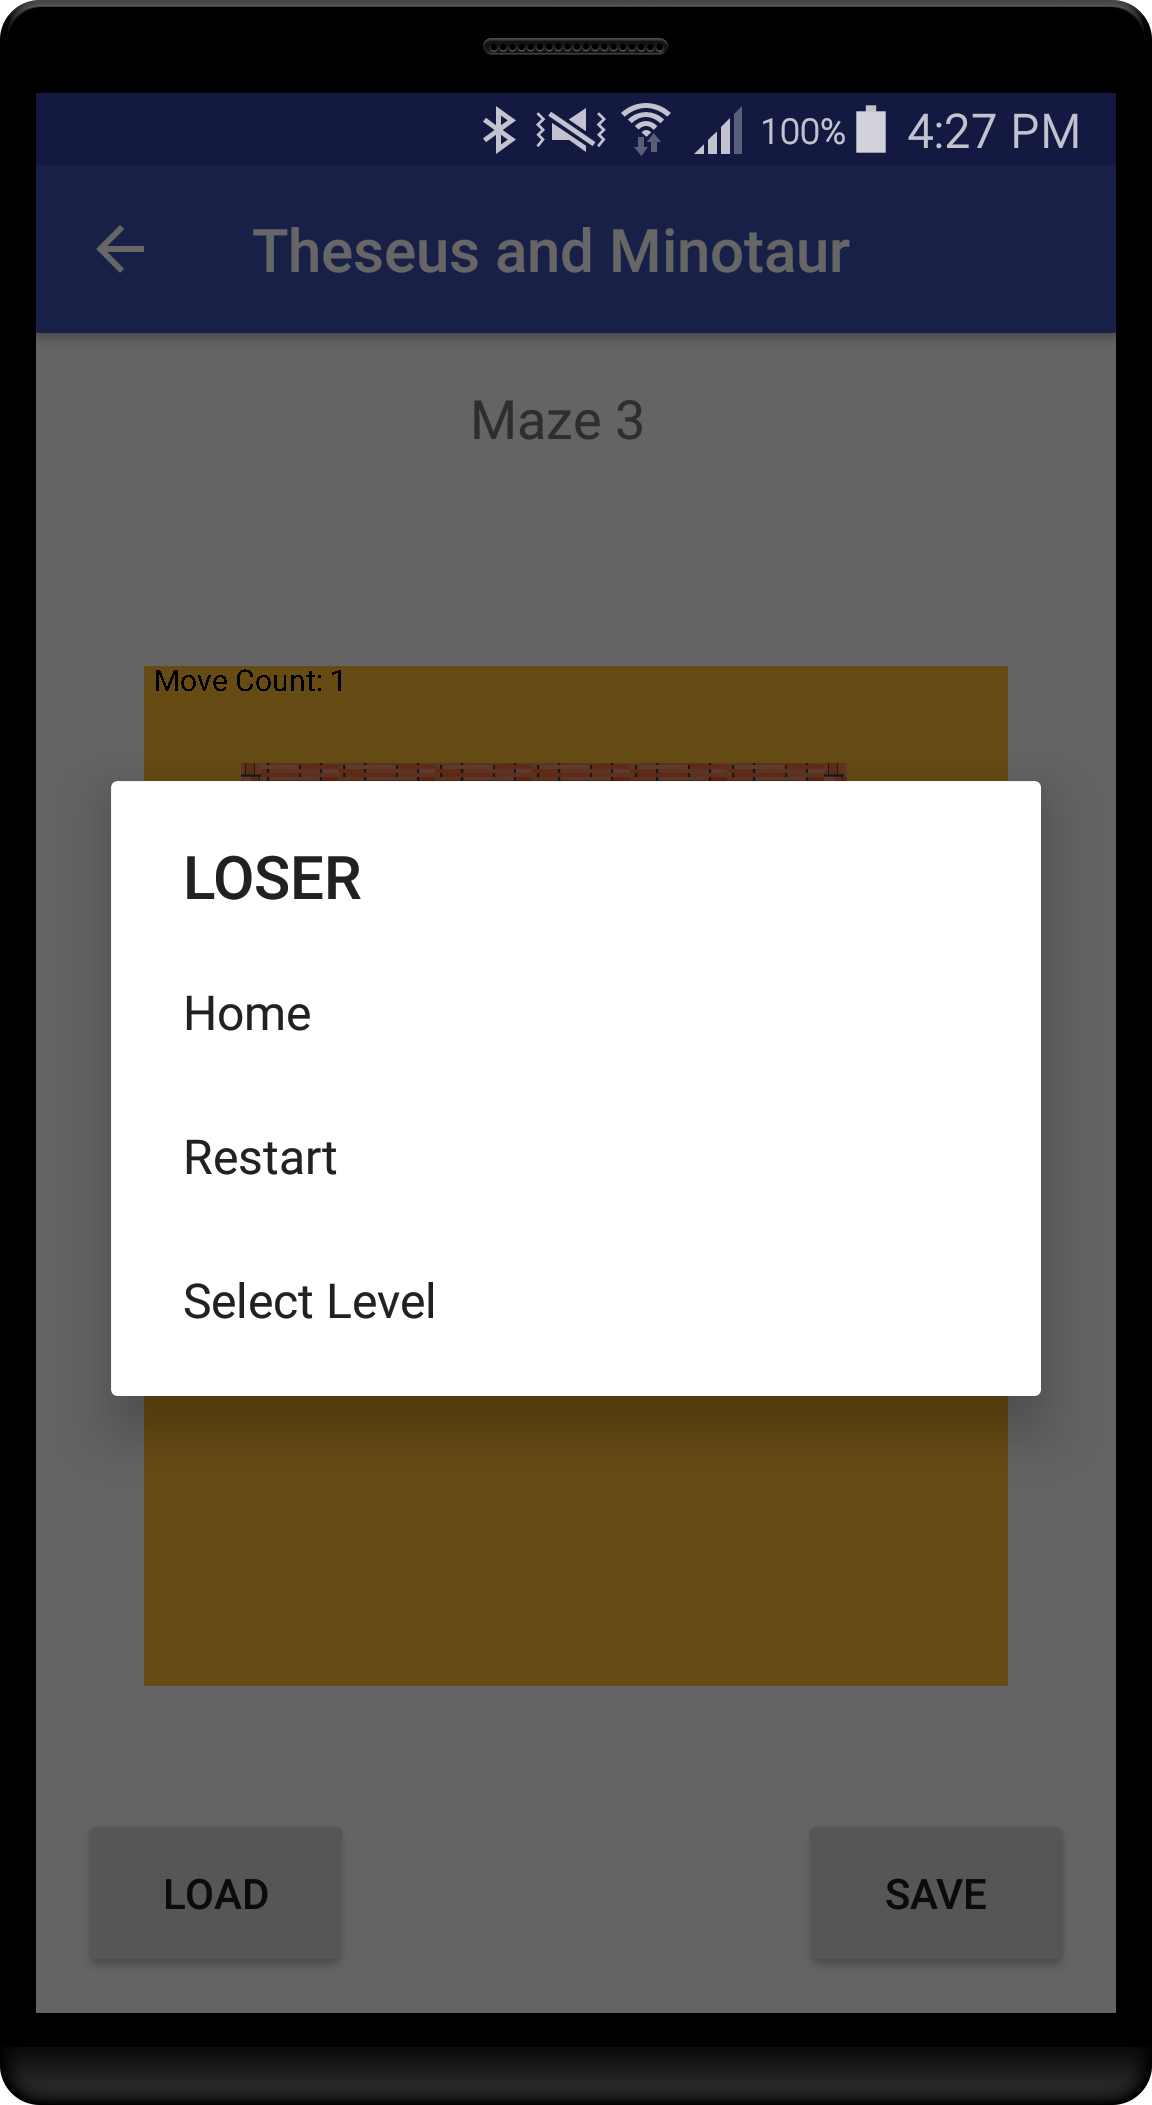 100% 4:27 PM
Theseus and Minotaur
Maze 3
Move Count: 1
LOSER
Home
Restart
Select Level
LOAD SAVE